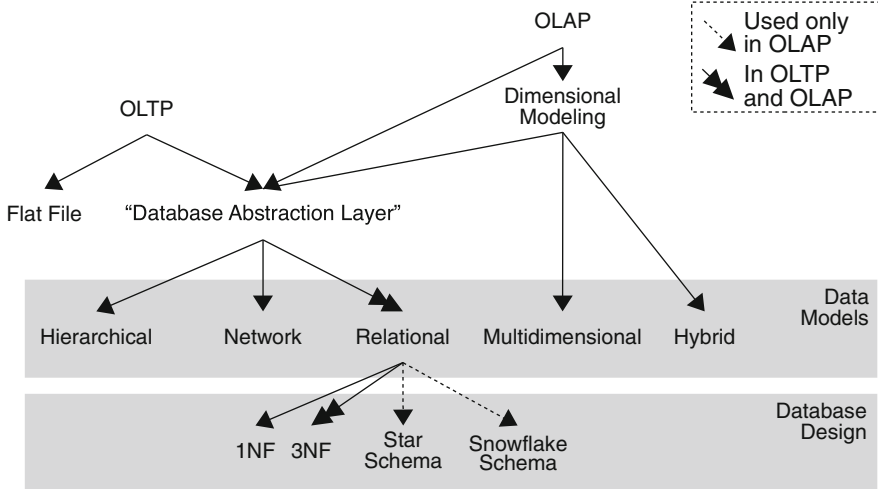 OLAP
Used only
in OLAP
In OLTP
and OLAP
Dimensional
Modeling
OLTP
Flat File
“Database Abstraction Layer”
Data
Models
Hierarchical
Network
Relational
Multidimensional
Hybrid
Database
Design
1NF
3NF
Star
Schema
Snowflake
Schema